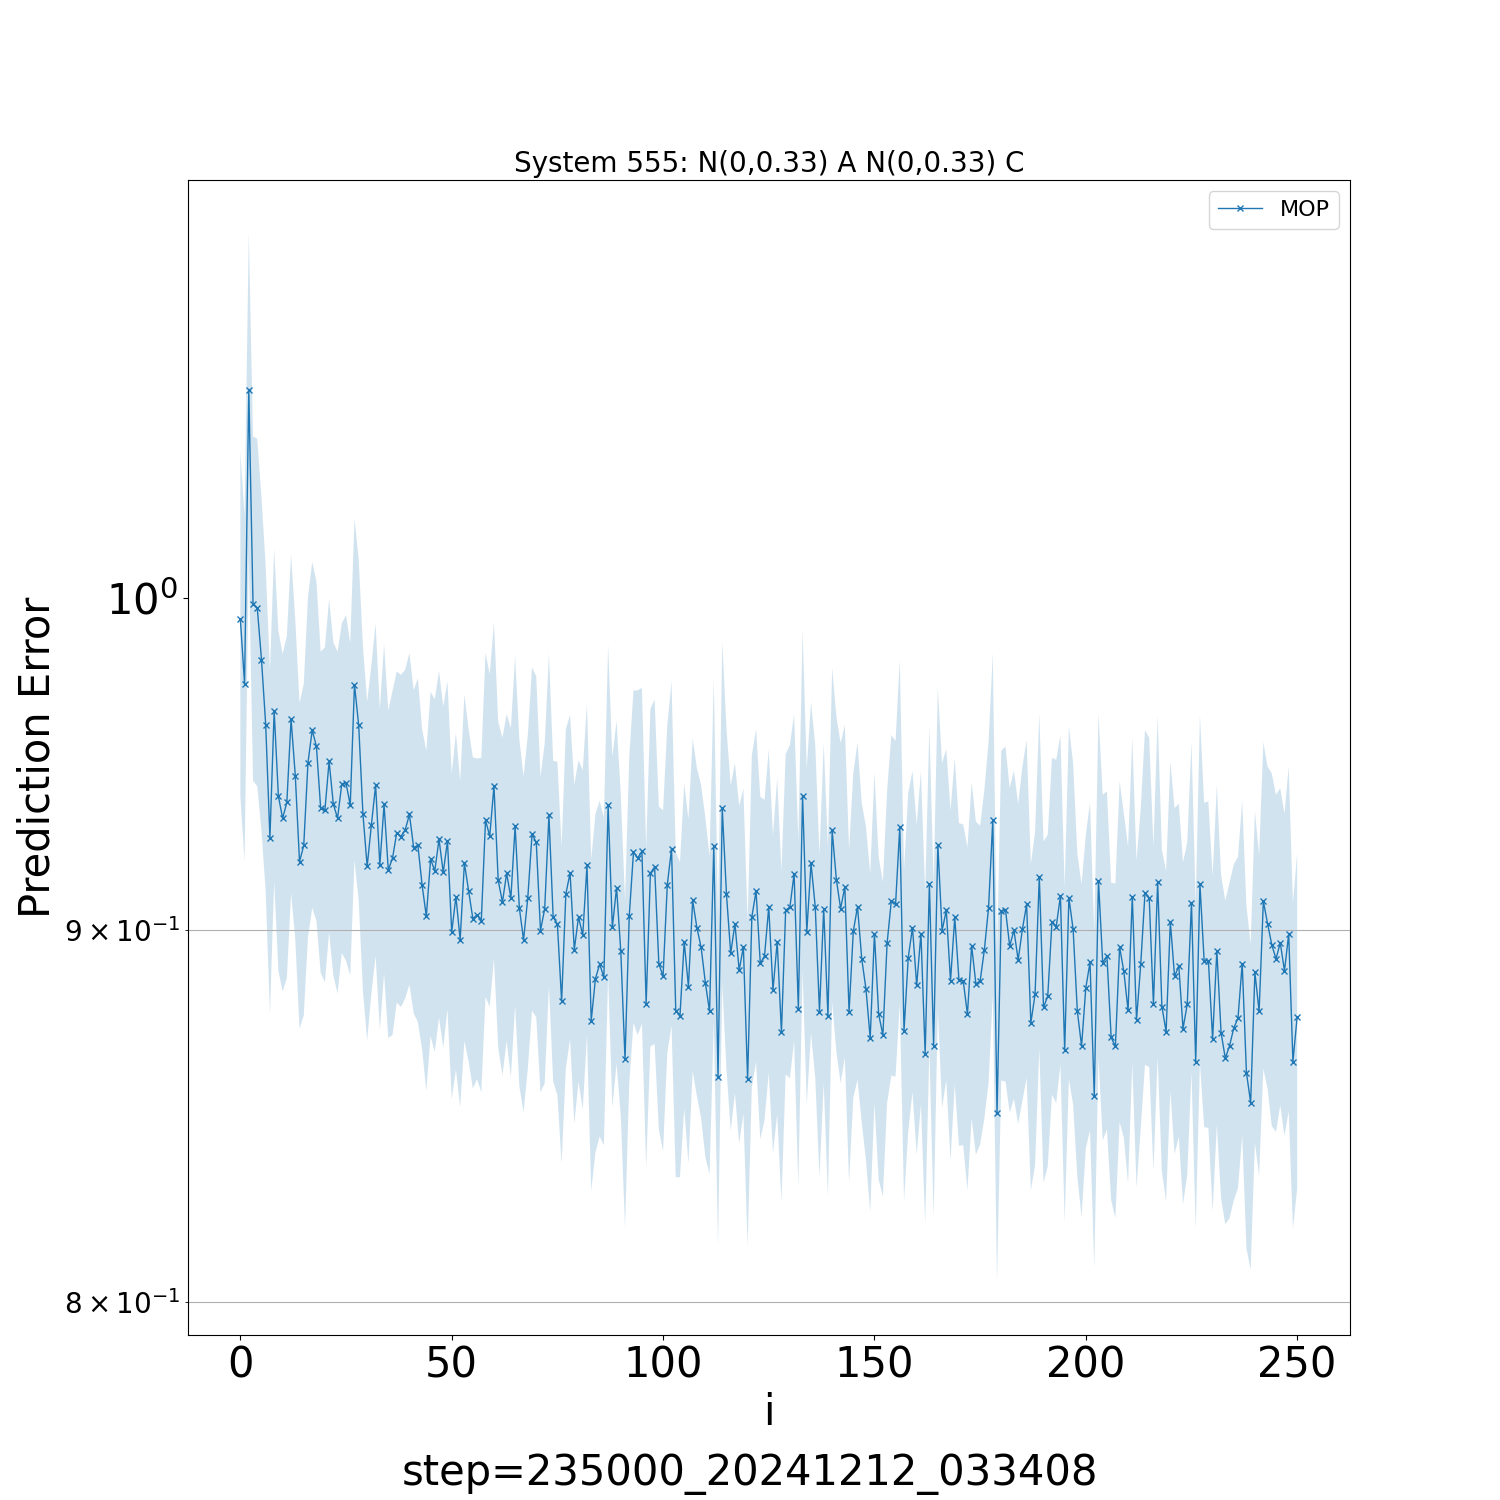 System 555: N(0,0.33) A N(0,0.33) C
MOP
Prediction Error
10⁰
9 × 10⁻¹
8 × 10⁻¹
0 50 100 150 200 250
i
step=235000_20241212_033408